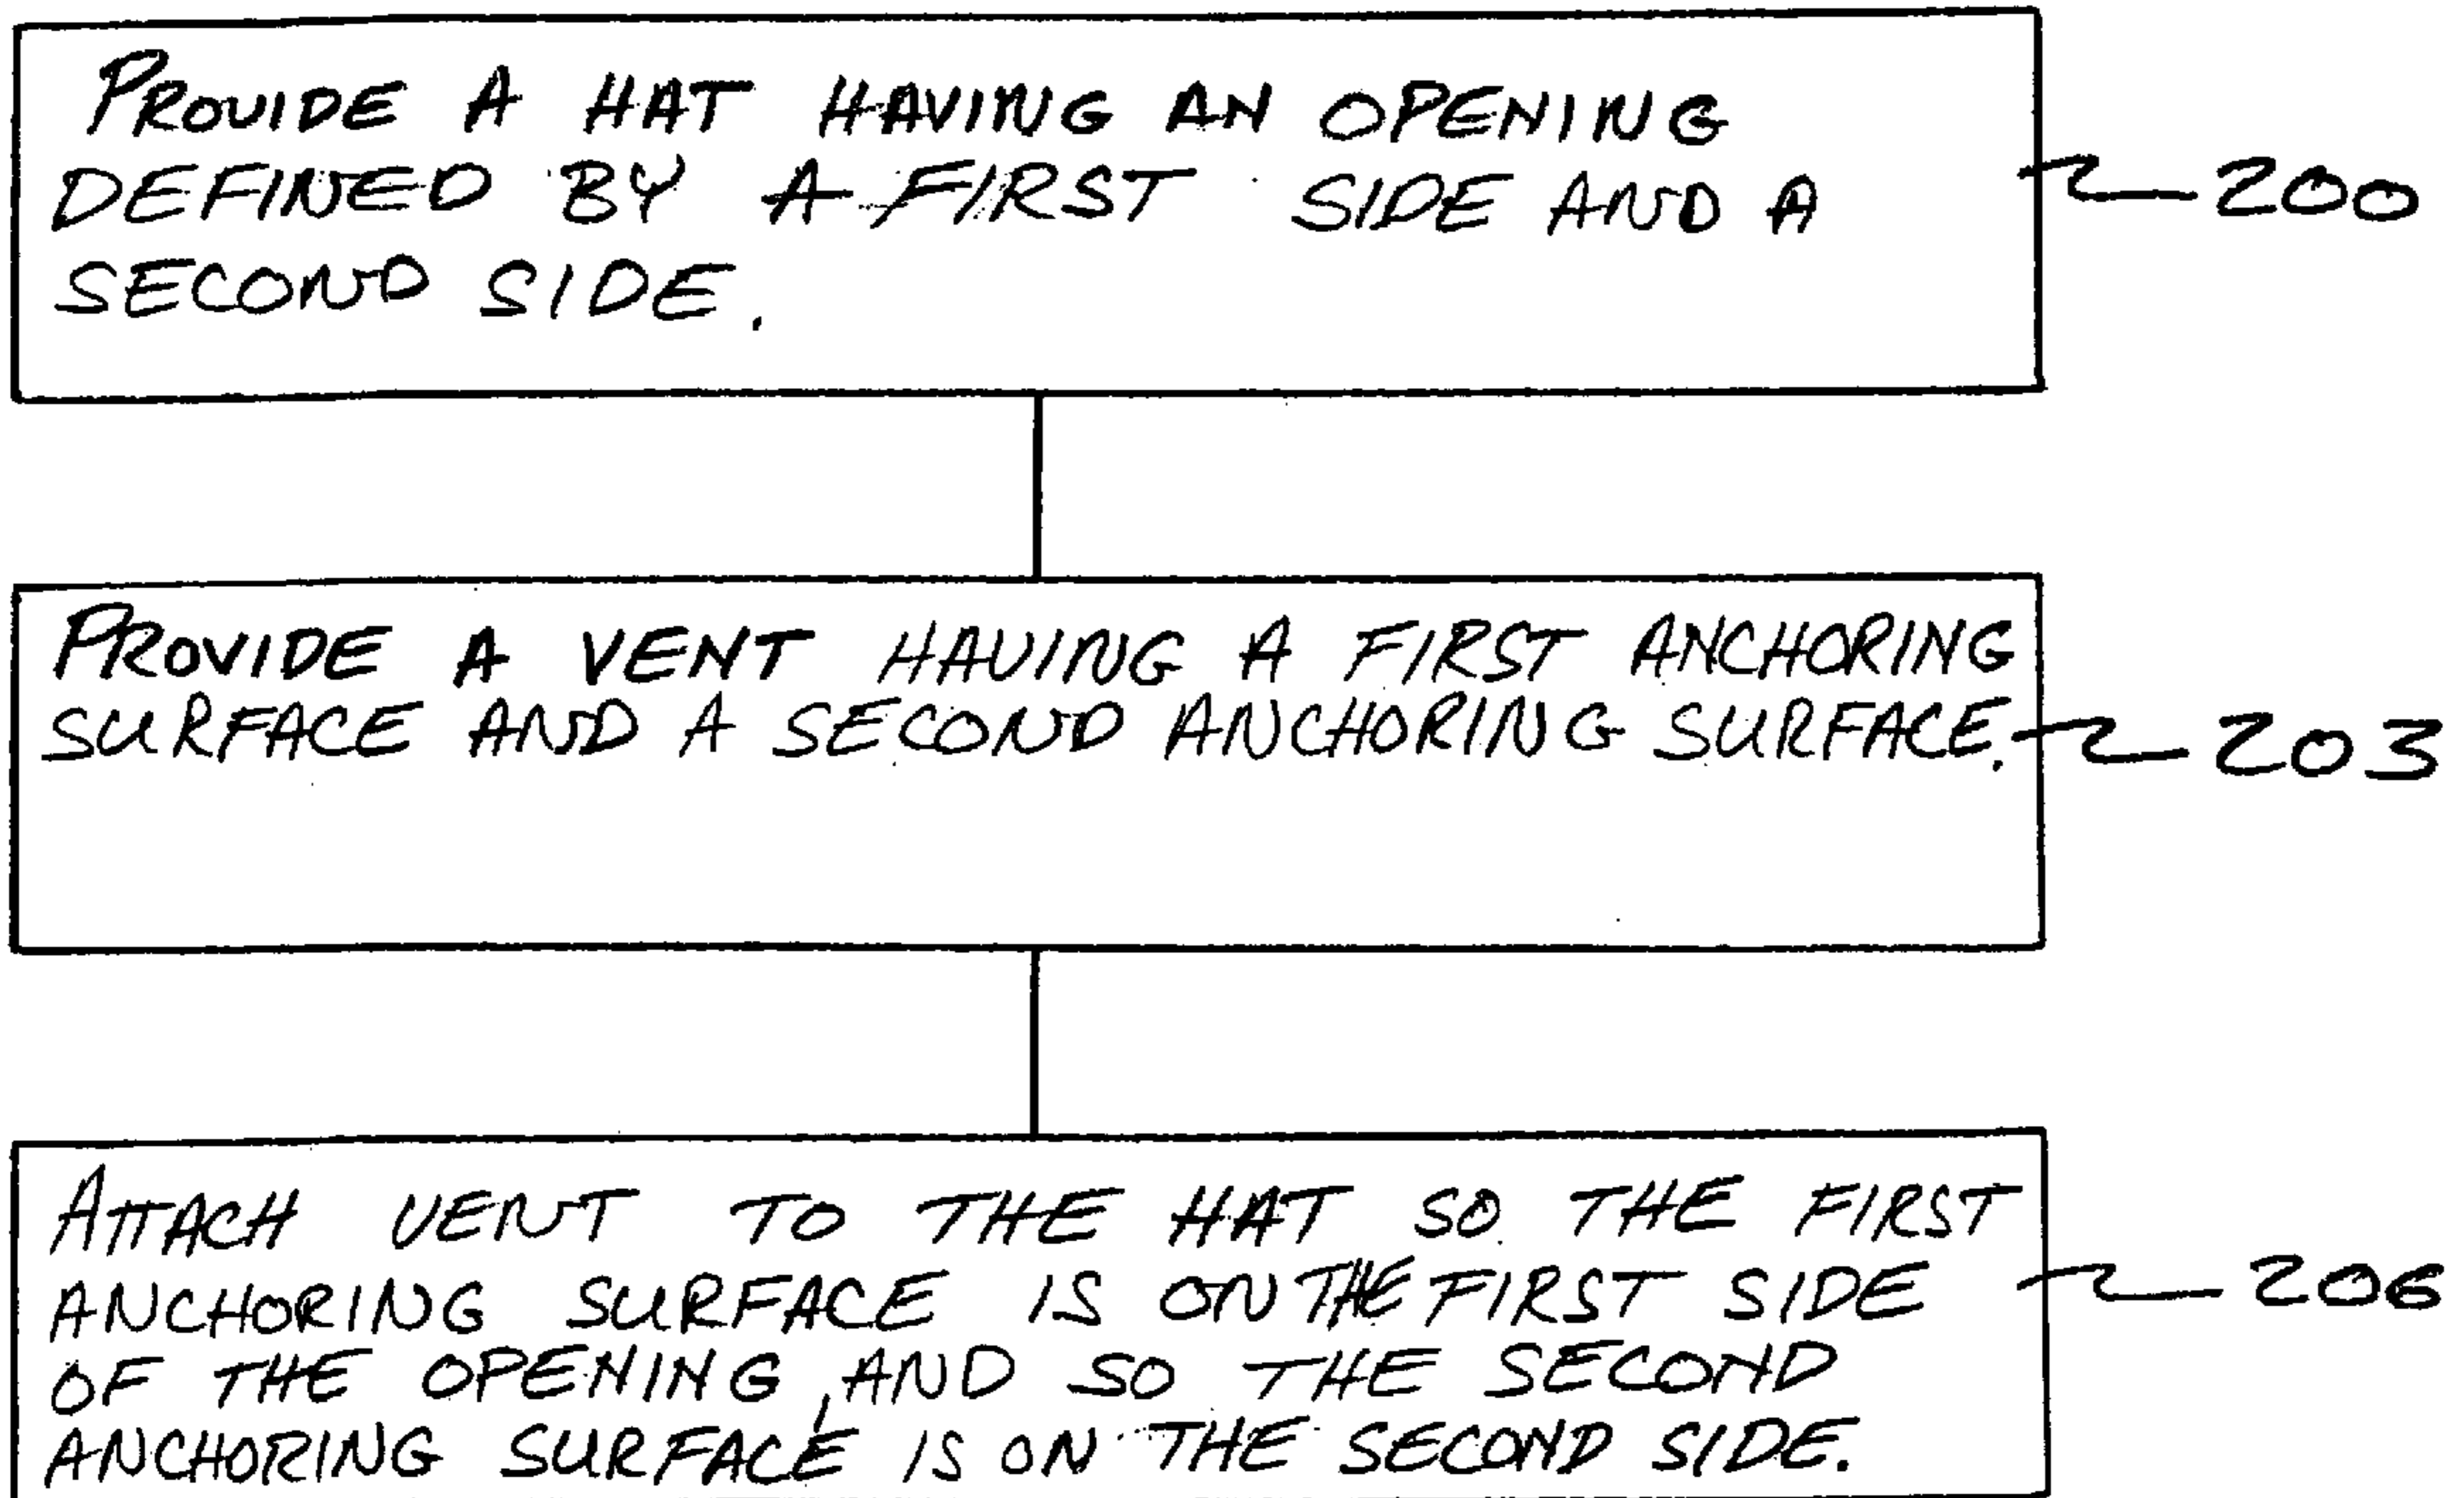 PROVIDE A HAT HAVING AN OPENING
DEFINED BY A FIRST SIDE AND A
SECOND SIDE.
200
PROVIDE A VENT HAVING A FIRST ANCHORING
SURFACE AND A SECOND ANCHORING SURFACE.
203
ATTACH VENT TO THE HAT SO THE FIRST
ANCHORING SURFACE IS ON THE FIRST SIDE
OF THE OPENING, AND SO THE SECOND
ANCHORING SURFACE IS ON THE SECOND SIDE.
206